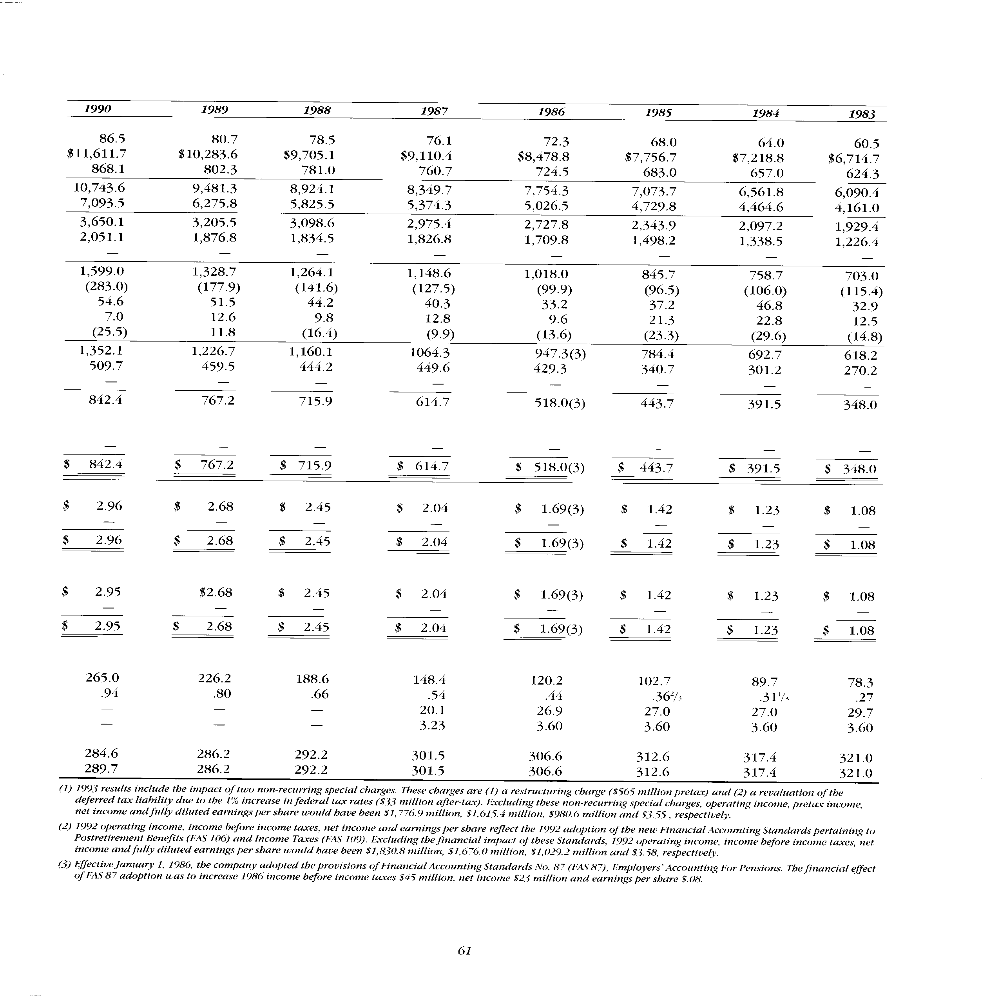 1990 1989 1988 1987 1986 1985 1984 1983
86.5 80.7 78.5 76.1 72.3 68.0 64.0 60.5
$11,611.7 $10,283.6 $9,705.1 $9,110.4 $8,478.8 $7,756.7 $7,218.8 $6,714.7
868.1 802.3 781.0 760.7 724.5 683.0 657.0 624.3
10,743.6 9,481.3 8,924.1 8,349.7 7,754.3 7,073.7 6,561.8 6,090.4
7,093.5 6,275.8 5,825.5 5,374.3 5,026.5 4,729.8 4,464.6 4,161.0
3,650.1 3,205.5 3,098.6 2,975.4 2,727.8 2,343.9 2,097.2 1,929.4
2,051.1 1,876.8 1,834.5 1,826.8 1,709.8 1,498.2 1,338.5 1,226.4
— — — — — — — —
1,599.0 1,328.7 1,264.1 1,148.6 1,018.0 845.7 758.7 703.0
(283.0) (177.9) (141.6) (127.5) (99.9) (96.5) (106.0) (115.4)
54.6 51.5 44.2 40.3 33.2 37.2 46.8 32.9
7.0 12.6 9.8 12.8 9.6 21.3 22.8 12.5
(25.5) 11.8 (16.4) (9.9) (13.6) (23.3) (29.6) (14.8)
1,352.1 1,226.7 1,160.1 1064.3 947.3(3) 784.4 692.7 618.2
509.7 459.5 444.2 449.6 429.3 340.7 301.2 270.2
— — — — — — — –
842.4 767.2 715.9 614.7 518.0(3) 443.7 391.5 348.0
— — — — — – — —
$ 842.4 $ 767.2 $ 715.9 $ 614.7 $ 518.0(3) $ 443.7 $ 391.5 $ 348.0
$ 2.96 $ 2.68 $ 2.45 $ 2.04 $ 1.69(3) $ 1.42 $ 1.23 $ 1.08
— — — — — — — —
$ 2.96 $ 2.68 $ 2.45 $ 2.04 $ 1.69(3) $ 1.42 $ 1.23 $ 1.08
$ 2.95 $2.68 $ 2.45 $ 2.04 $ 1.69(3) $ 1.42 $ 1.23 $ 1.08
— — — — — — — —
$ 2.95 $ 2.68 $ 2.45 $ 2.04 $ 1.69(3) $ 1.42 $ 1.23 $ 1.08
265.0 226.2 188.6 148.4 120.2 102.7 89.7 78.3
.94 .80 .66 .54 .44 .36⅔ .31⅓ .27
— — — 20.1 26.9 27.0 27.0 29.7
— — — 3.23 3.60 3.60 3.60 3.60
284.6 286.2 292.2 301.5 306.6 312.6 317.4 321.0
289.7 286.2 292.2 301.5 306.6 312.6 317.4 321.0
(1) 1993 results include the impact of two non-recurring special charges. These charges are (1) a restructuring charge ($565 million pretax) and (2) a revaluation of the
deferred tax liability due to the 1% increase in federal tax rates ($33 million after-tax). Excluding these non-recurring special charges, operating income, pretax income,
net income and fully diluted earnings per share would have been $1,776.9 million, $1,615.4 million, $980.6 million and $3.55 , respectively.
(2) 1992 operating income, income before income taxes, net income and earnings per share reflect the 1992 adoption of the new Financial Accounting Standards pertaining to
Postretirement Benefits (FAS 106) and Income Taxes (FAS 109). Excluding the financial impact of these Standards, 1992 operating income, income before income taxes, net
income and fully diluted earnings per share would have been $1,830.8 million, $1,676.0 million, $1,029.2 million and $3.58, respectively.
(3) Effective January 1, 1986, the company adopted the provisions of Financial Accounting Standards No. 87 (FAS 87), Employers' Accounting For Pensions. The financial effect
of FAS 87 adoption was to increase 1986 income before income taxes $45 million, net income $23 million and earnings per share $.08.
61